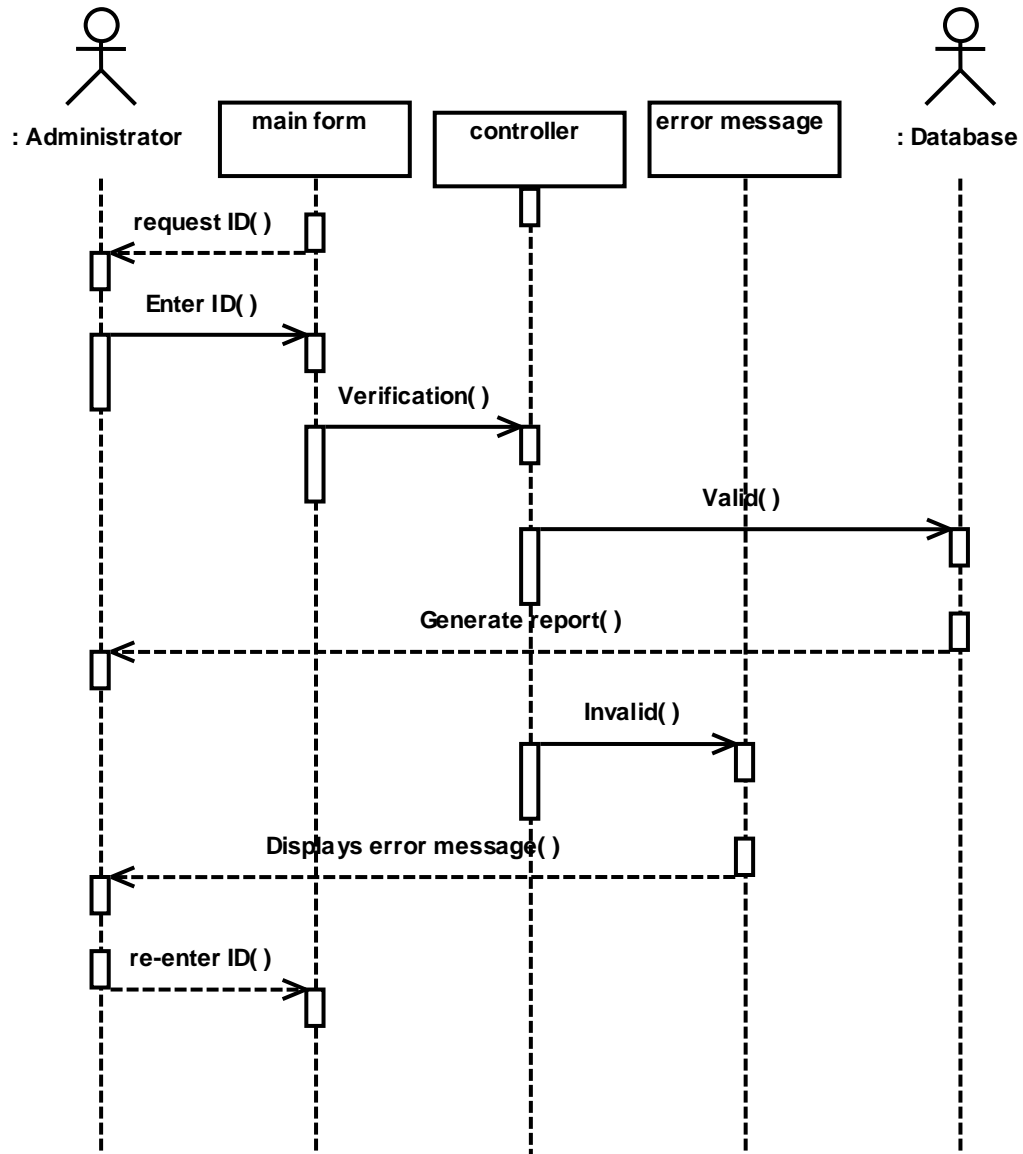 : Administrator
main form
controller
error message
: Database
request ID( )
Enter ID( )
Verification( )
Valid( )
Generate report( )
Invalid( )
Displays error message( )
re-enter ID( )